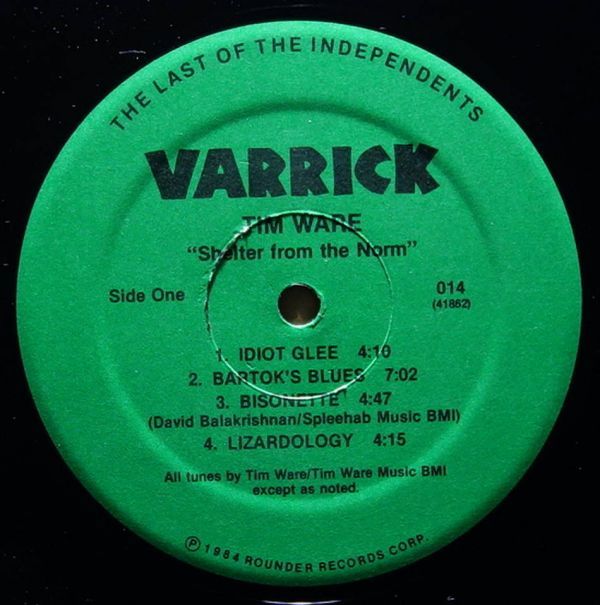 THE LAST OF THE INDEPENDENTS
VARRICK
TIM WARE
"Shelter from the Norm"
Side One
014
(41862)
1. IDIOT GLEE 4:10
2. BARTOK'S BLUES 7:02
3. BISONETTE 4:47
(David Balakrishnan/Spleehab Music BMI)
4. LIZARDOLOGY 4:15
All tunes by Tim Ware/Tim Ware Music BMI
except as noted.
℗ 1984 ROUNDER RECORDS CORP.